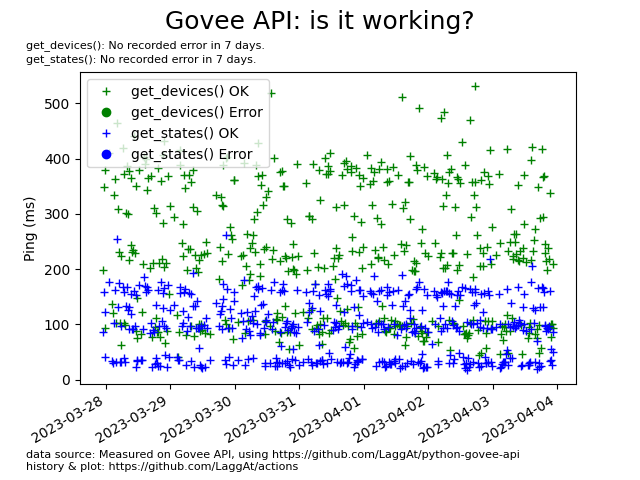 Govee API: is it working?
get_devices(): No recorded error in 7 days.
get_states(): No recorded error in 7 days.
get_devices() OK
get_devices() Error
get_states() OK
get_states() Error
Ping (ms)
500
400
300
200
100
0
2023-03-28
2023-03-29
2023-03-30
2023-03-31
2023-04-01
2023-04-02
2023-04-03
2023-04-04
data source: Measured on Govee API, using https://github.com/LaggAt/python-govee-api
history & plot: https://github.com/LaggAt/actions